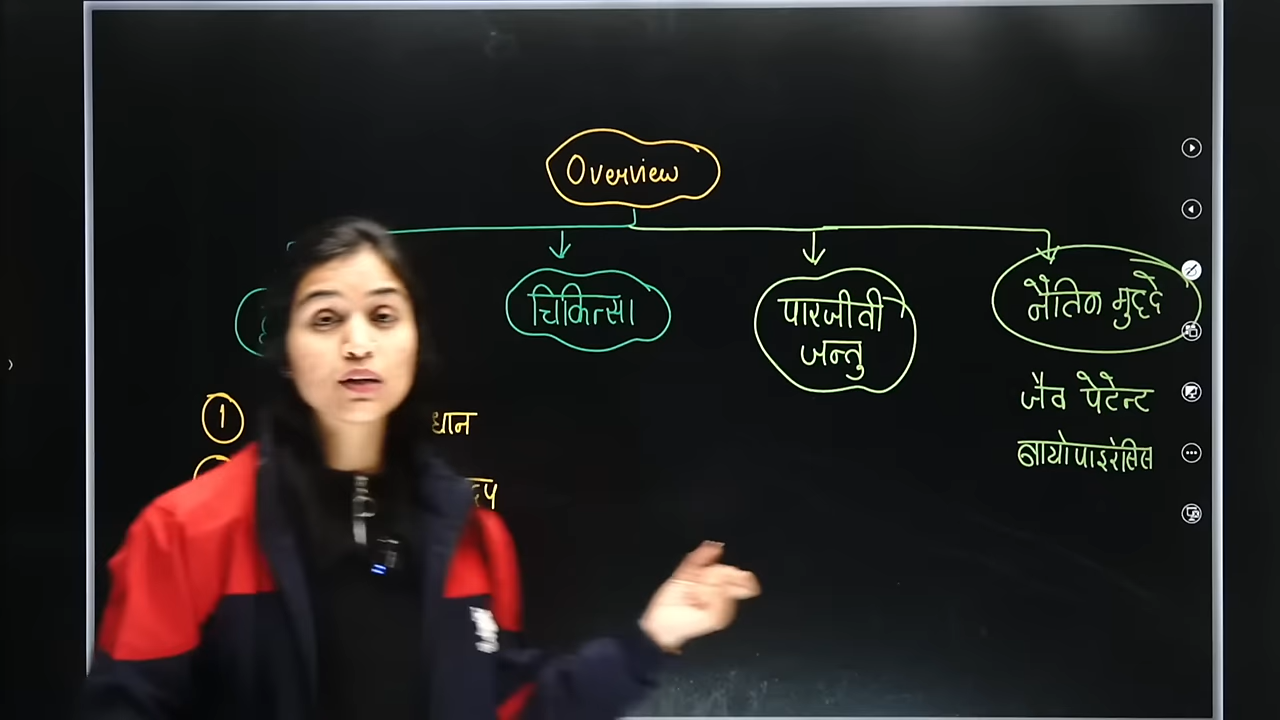 Overview
चिकित्सा
पारजीवी
जन्तु
नैतिक मुद्दे
1
धान
जैव पेटेन्ट
बायोपाइरेसि